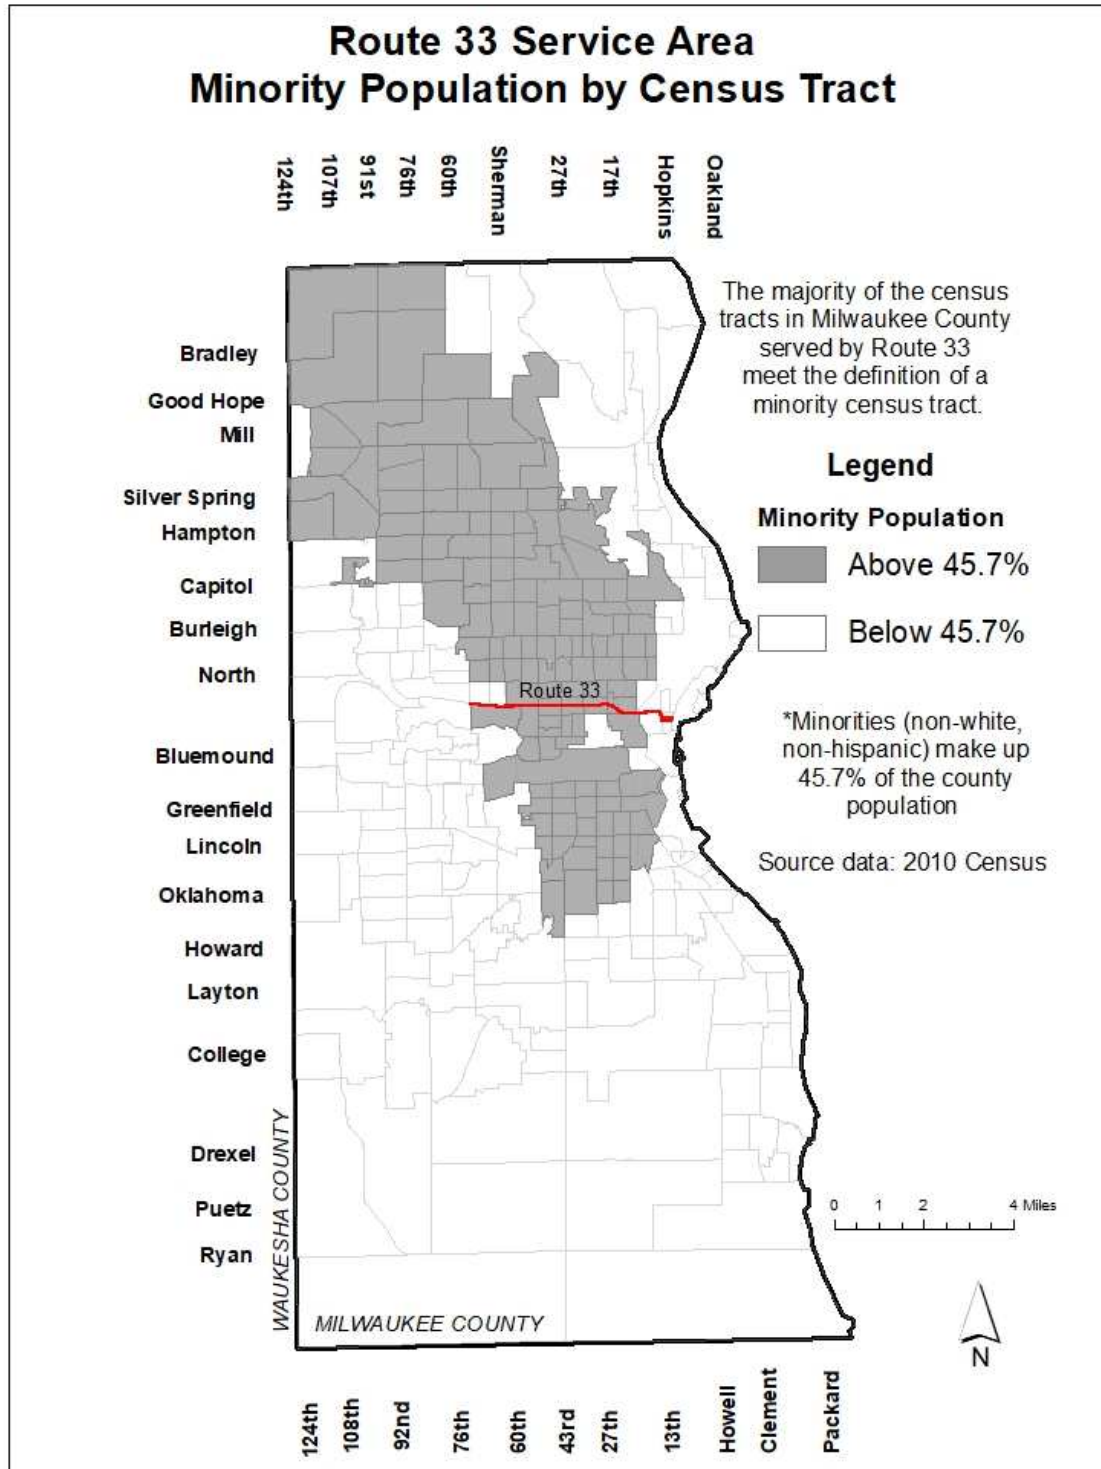 Route 33 Service Area
Minority Population by Census Tract
124th
107th
91st
76th
60th
Sherman
27th
17th
Hopkins
Oakland
The majority of the census
tracts in Milwaukee County
served by Route 33
meet the definition of a
minority census tract.
Bradley
Good Hope
Mill
Silver Spring
Hampton
Capitol
Burleigh
North
Bluemound
Greenfield
Lincoln
Oklahoma
Howard
Layton
College
Drexel
Puetz
Ryan
Legend
Minority Population
Above 45.7%
Below 45.7%
Route 33
*Minorities (non-white,
non-hispanic) make up
45.7% of the county
population
Source data: 2010 Census
0 1 2 4 Miles
WAUKESHA COUNTY
MILWAUKEE COUNTY
N
124th
108th
92nd
76th
60th
43rd
27th
13th
Howell
Clement
Packard